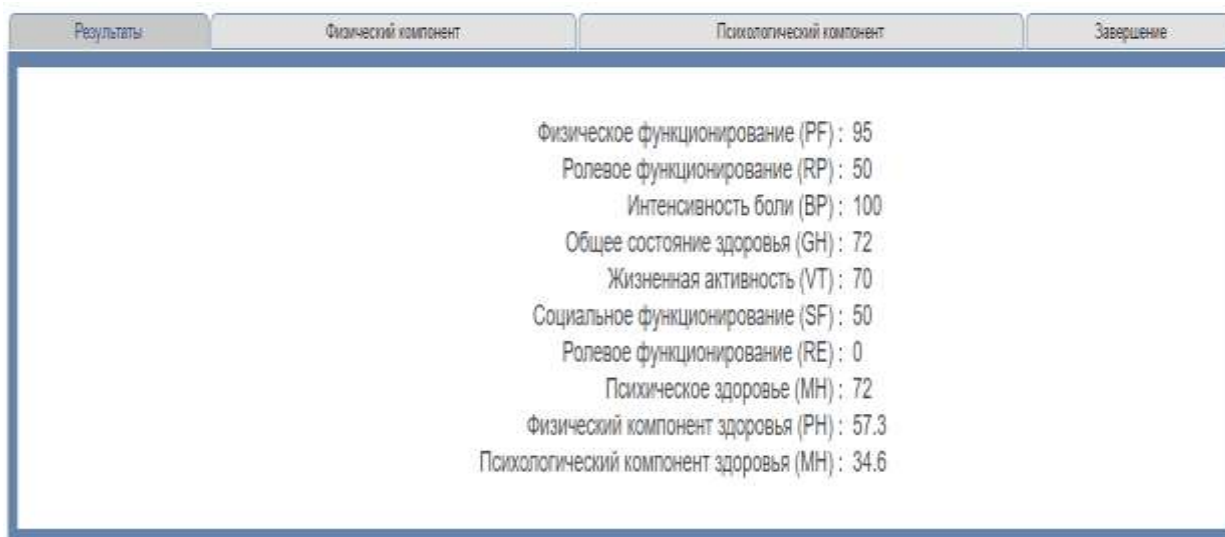 Результаты Физический компонент Психологический компонент Завершение
Физическое функционирование (PF) : 95
Ролевое функционирование (RP) : 50
Интенсивность боли (BP) : 100
Общее состояние здоровья (GH) : 72
Жизненная активность (VT) : 70
Социальное функционирование (SF) : 50
Ролевое функционирование (RE) : 0
Психическое здоровье (MH) : 72
Физический компонент здоровья (PH) : 57.3
Психологический компонент здоровья (MH) : 34.6